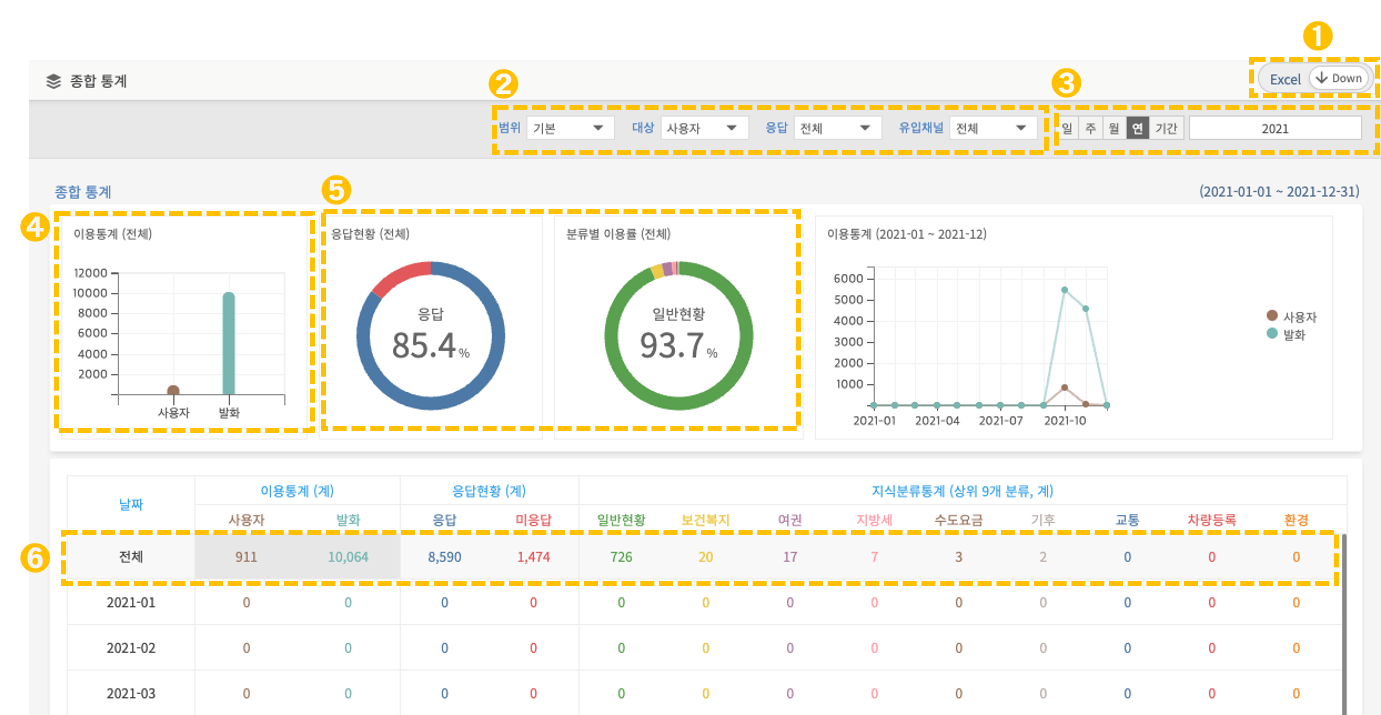 1
종합 통계
Excel Down
2
3
범위 기본 대상 사용자 응답 전체 유입채널 전체 일 주 월 연 기간 2021
종합 통계
(2021-01-01 ~ 2021-12-31)
4
5
이용통계 (전체)
12000
10000
8000
6000
4000
2000
사용자 발화
응답현황 (전체)
응답
85.4%
분류별 이용률 (전체)
일반현황
93.7%
이용통계 (2021-01 ~ 2021-12)
6000
5000
4000
3000
2000
1000
2021-01 2021-04 2021-07 2021-10
사용자
발화
날짜 이용통계 (계) 응답현황 (계) 지식분류통계 (상위 9개 분류, 계)
사용자 발화 응답 미응답 일반현황 보건복지 여권 지방세 수도요금 기후 교통 차량등록 환경
6
전체 911 10,064 8,590 1,474 726 20 17 7 3 2 0 0 0
2021-01 0 0 0 0 0 0 0 0 0 0 0 0 0
2021-02 0 0 0 0 0 0 0 0 0 0 0 0 0
2021-03 0 0 0 0 0 0 0 0 0 0 0 0 0